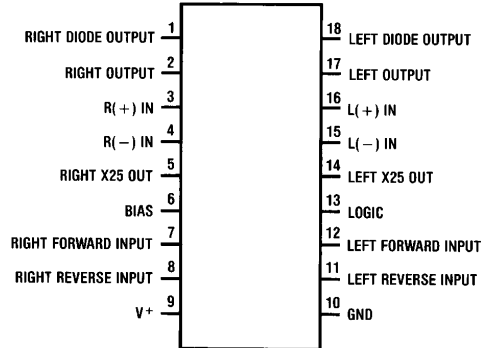 RIGHT DIODE OUTPUT 1
RIGHT OUTPUT 2
R(+) IN 3
R(−) IN 4
RIGHT X25 OUT 5
BIAS 6
RIGHT FORWARD INPUT 7
RIGHT REVERSE INPUT 8
V+ 9
18 LEFT DIODE OUTPUT
17 LEFT OUTPUT
16 L(+) IN
15 L(−) IN
14 LEFT X25 OUT
13 LOGIC
12 LEFT FORWARD INPUT
11 LEFT REVERSE INPUT
10 GND